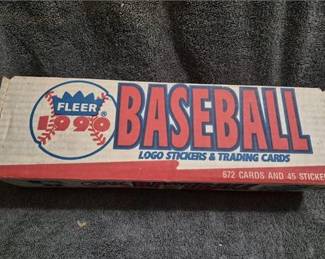 FLEER®
1990
BASEBALL
LOGO STICKERS & TRADING CARDS
672 CARDS AND 45 STICKE